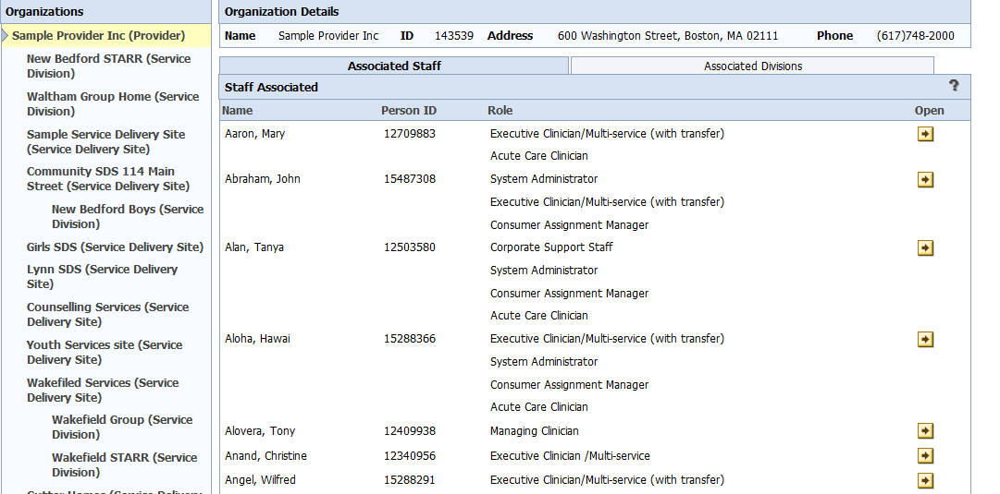 Organizations
Sample Provider Inc (Provider)
New Bedford STARR (Service
Division)
Waltham Group Home (Service
Division)
Sample Service Delivery Site
(Service Delivery Site)
Community SDS 114 Main
Street (Service Delivery Site)
New Bedford Boys (Service
Division)
Girls SDS (Service Delivery Site)
Lynn SDS (Service Delivery
Site)
Counselling Services (Service
Delivery Site)
Youth Services site (Service
Delivery Site)
Wakefiled Services (Service
Delivery Site)
Wakefield Group (Service
Division)
Wakefield STARR (Service
Division)
Organization Details
Name Sample Provider Inc ID 143539 Address 600 Washington Street, Boston, MA 02111 Phone (617)748-2000
Associated Staff Associated Divisions
Staff Associated ?
Name Person ID Role Open
Aaron, Mary 12709883 Executive Clinician/Multi-service (with transfer)
Acute Care Clinician
Abraham, John 15487308 System Administrator
Executive Clinician/Multi-service (with transfer)
Consumer Assignment Manager
Alan, Tanya 12503580 Corporate Support Staff
System Administrator
Consumer Assignment Manager
Acute Care Clinician
Aloha, Hawai 15288366 Executive Clinician/Multi-service (with transfer)
System Administrator
Consumer Assignment Manager
Acute Care Clinician
Alovera, Tony 12409938 Managing Clinician
Anand, Christine 12340956 Executive Clinician /Multi-service
Angel, Wilfred 15288291 Executive Clinician/Multi-service (with transfer)